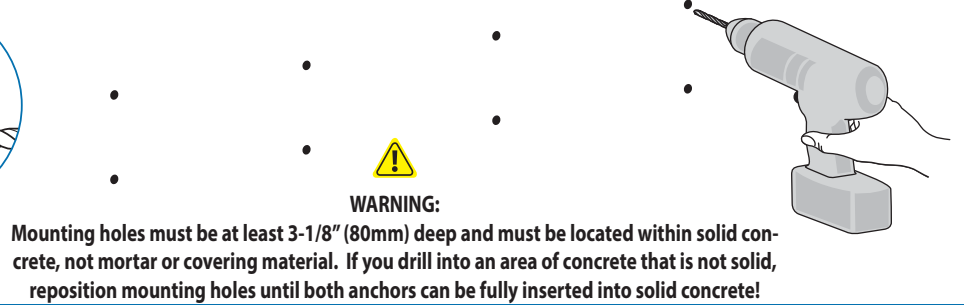 WARNING:
Mounting holes must be at least 3-1/8” (80mm) deep and must be located within solid con-
crete, not mortar or covering material.  If you drill into an area of concrete that is not solid,
reposition mounting holes until both anchors can be fully inserted into solid concrete!